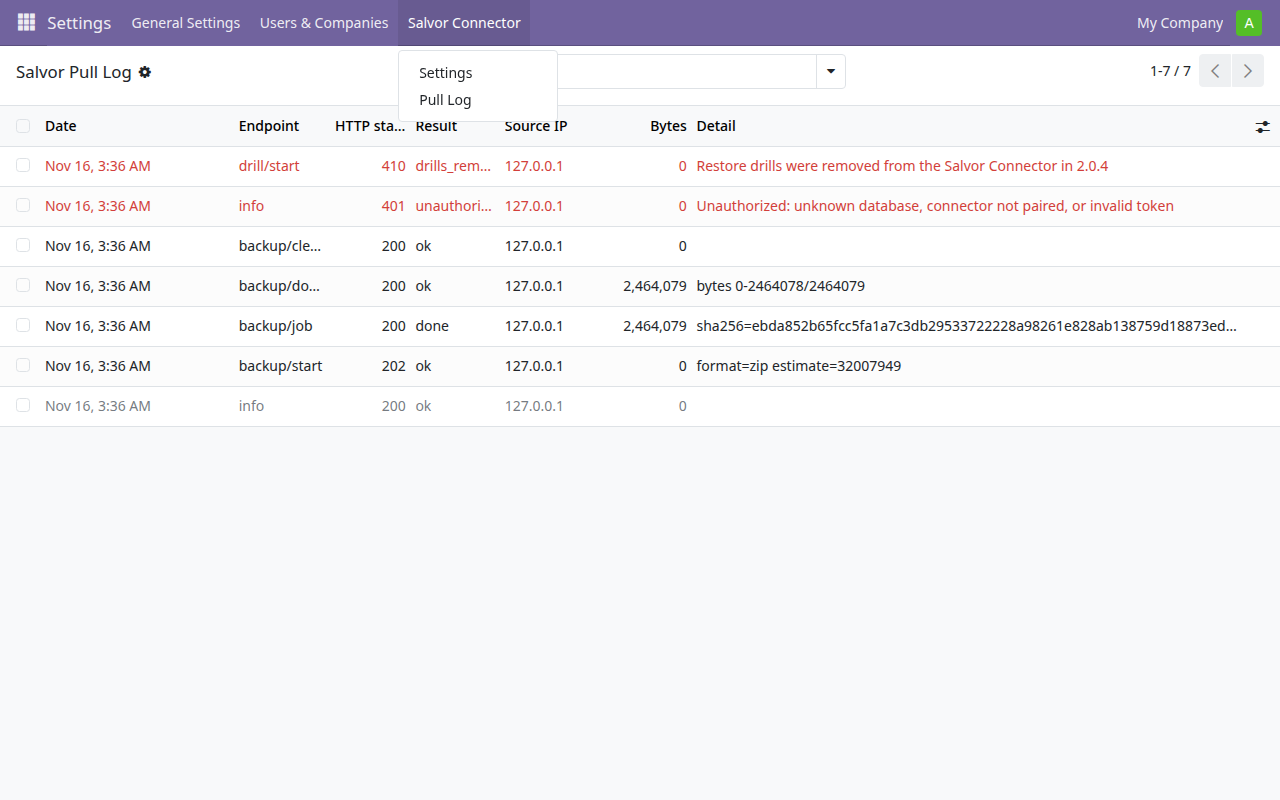 Settings General Settings Users & Companies Salvor Connector My Company A
Salvor Pull Log 1-7 / 7
Settings
Pull Log
Date Endpoint HTTP sta... Result Source IP Bytes Detail
Nov 16, 3:36 AM drill/start 410 drills_rem... 127.0.0.1 0 Restore drills were removed from the Salvor Connector in 2.0.4
Nov 16, 3:36 AM info 401 unauthori... 127.0.0.1 0 Unauthorized: unknown database, connector not paired, or invalid token
Nov 16, 3:36 AM backup/cle... 200 ok 127.0.0.1 0
Nov 16, 3:36 AM backup/do... 200 ok 127.0.0.1 2,464,079 bytes 0-2464078/2464079
Nov 16, 3:36 AM backup/job 200 done 127.0.0.1 2,464,079 sha256=ebda852b65fcc5fa1a7c3db29533722228a98261e828ab138759d18873ed...
Nov 16, 3:36 AM backup/start 202 ok 127.0.0.1 0 format=zip estimate=32007949
Nov 16, 3:36 AM info 200 ok 127.0.0.1 0